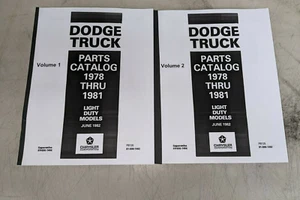 DODGE
TRUCK
Volume 1
PARTS
CATALOG
1978
THRU
1981
LIGHT
DUTY
MODELS
JUNE 1982
CHRYSLER
DODGE
TRUCK
Volume 2
PARTS
CATALOG
1978
THRU
1981
LIGHT
DUTY
MODELS
JUNE 1982
CHRYSLER